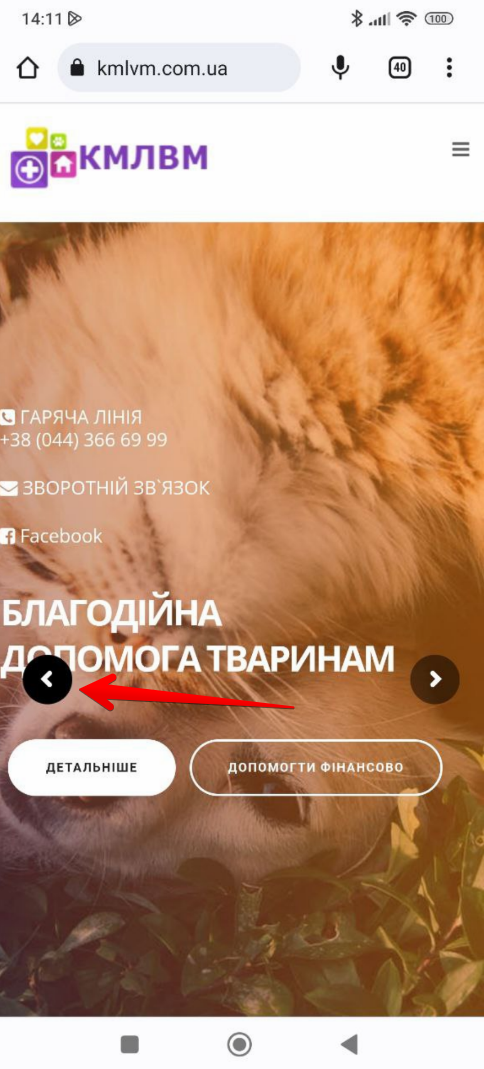 14:11
100
kmlvm.com.ua
40
КМЛВМ
ГАРЯЧА ЛІНІЯ
+38 (044) 366 69 99
ЗВОРОТНІЙ ЗВ`ЯЗОК
Facebook
БЛАГОДІЙНА
ДОПОМОГА ТВАРИНАМ
ДЕТАЛЬНІШЕ
ДОПОМОГТИ ФІНАНСОВО